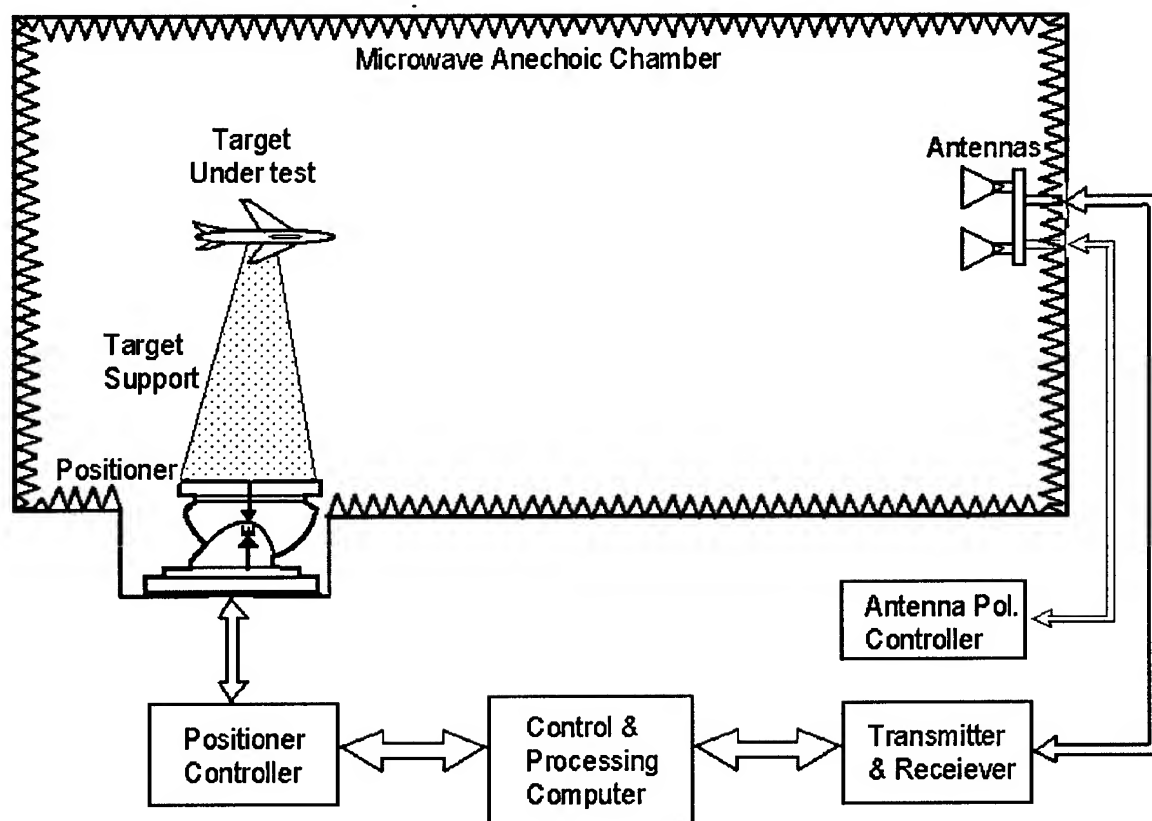 Microwave Anechoic Chamber
Target
Under test
Antennas
Target
Support
Positioner
Antenna Pol.
Controller
Positioner
Controller
Control &
Processing
Computer
Transmitter
& Receiever